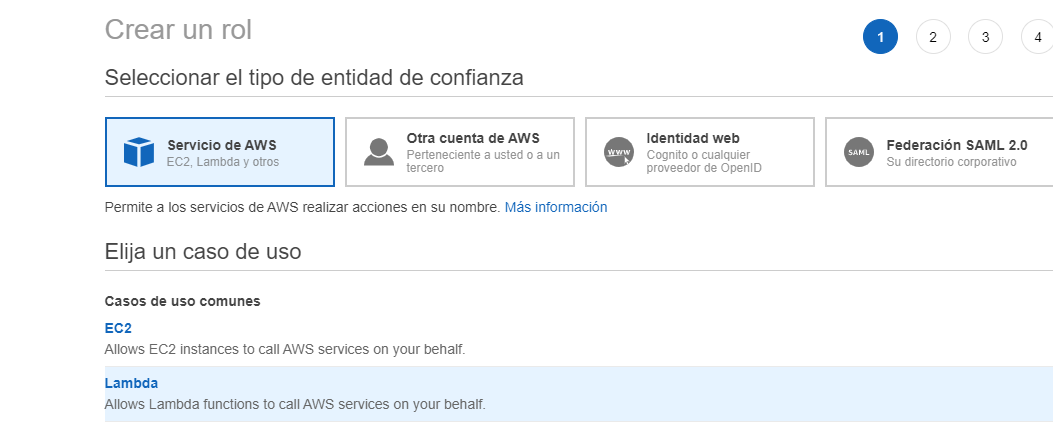 Crear un rol
1
2
3
4
Seleccionar el tipo de entidad de confianza
Servicio de AWS
EC2, Lambda y otros
Otra cuenta de AWS
Perteneciente a usted o a un
tercero
www
Identidad web
Cognito o cualquier
proveedor de OpenID
SAML
Federación SAML 2.0
Su directorio corporativo
Permite a los servicios de AWS realizar acciones en su nombre. Más información
Elija un caso de uso
Casos de uso comunes
EC2
Allows EC2 instances to call AWS services on your behalf.
Lambda
Allows Lambda functions to call AWS services on your behalf.